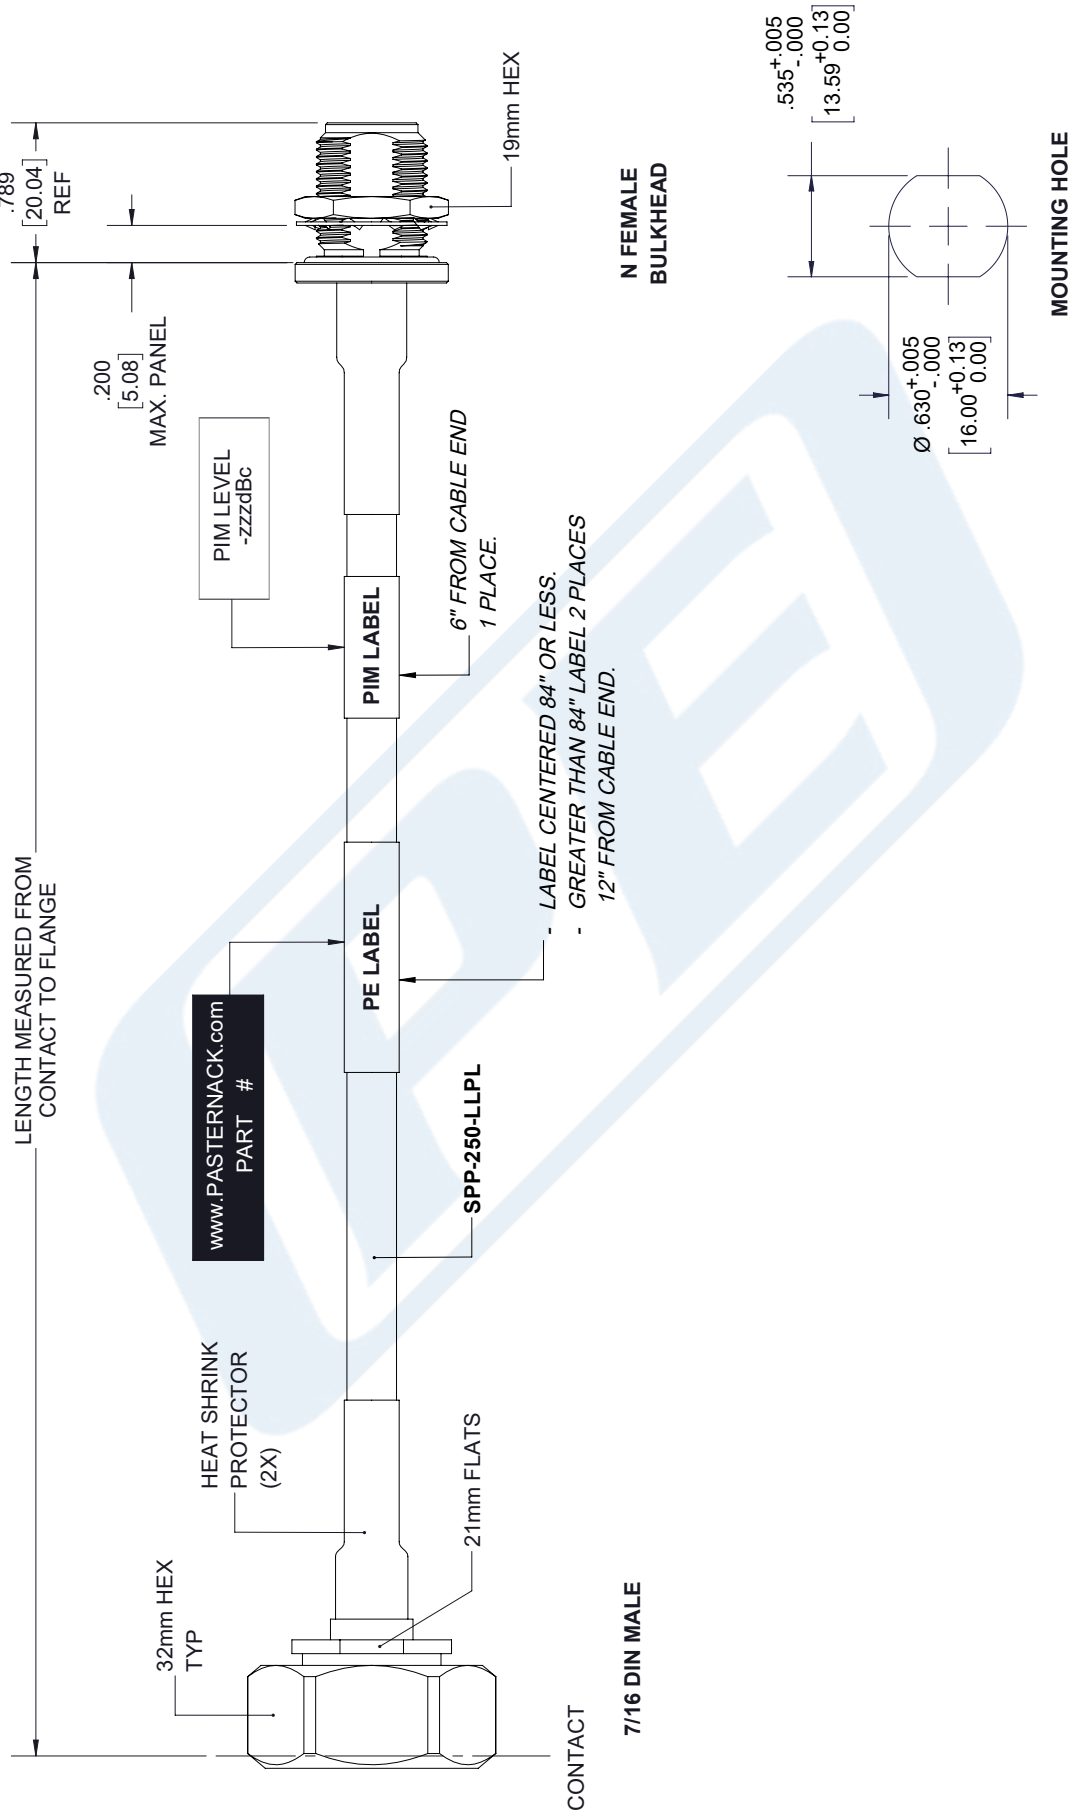 LENGTH MEASURED FROM
CONTACT TO FLANGE
.789
[20.04]
REF
.200
[5.08]
MAX. PANEL
32mm HEX
TYP
HEAT SHRINK
PROTECTOR
(2X)
www.PASTERNACK.com
PART #
PIM LEVEL
-zzzdBc
PE LABEL
PIM LABEL
19mm HEX
21mm FLATS
SPP-250-LLPL
6" FROM CABLE END
1 PLACE.
- LABEL CENTERED 84" OR LESS.
- GREATER THAN 84" LABEL 2 PLACES
12" FROM CABLE END.
CONTACT
7/16 DIN MALE
N FEMALE
BULKHEAD
.535 +.005
-.000
[13.59 +0.13
0.00]
Ø .630 +.005
-.000
[16.00 +0.13
0.00]
MOUNTING HOLE
PE